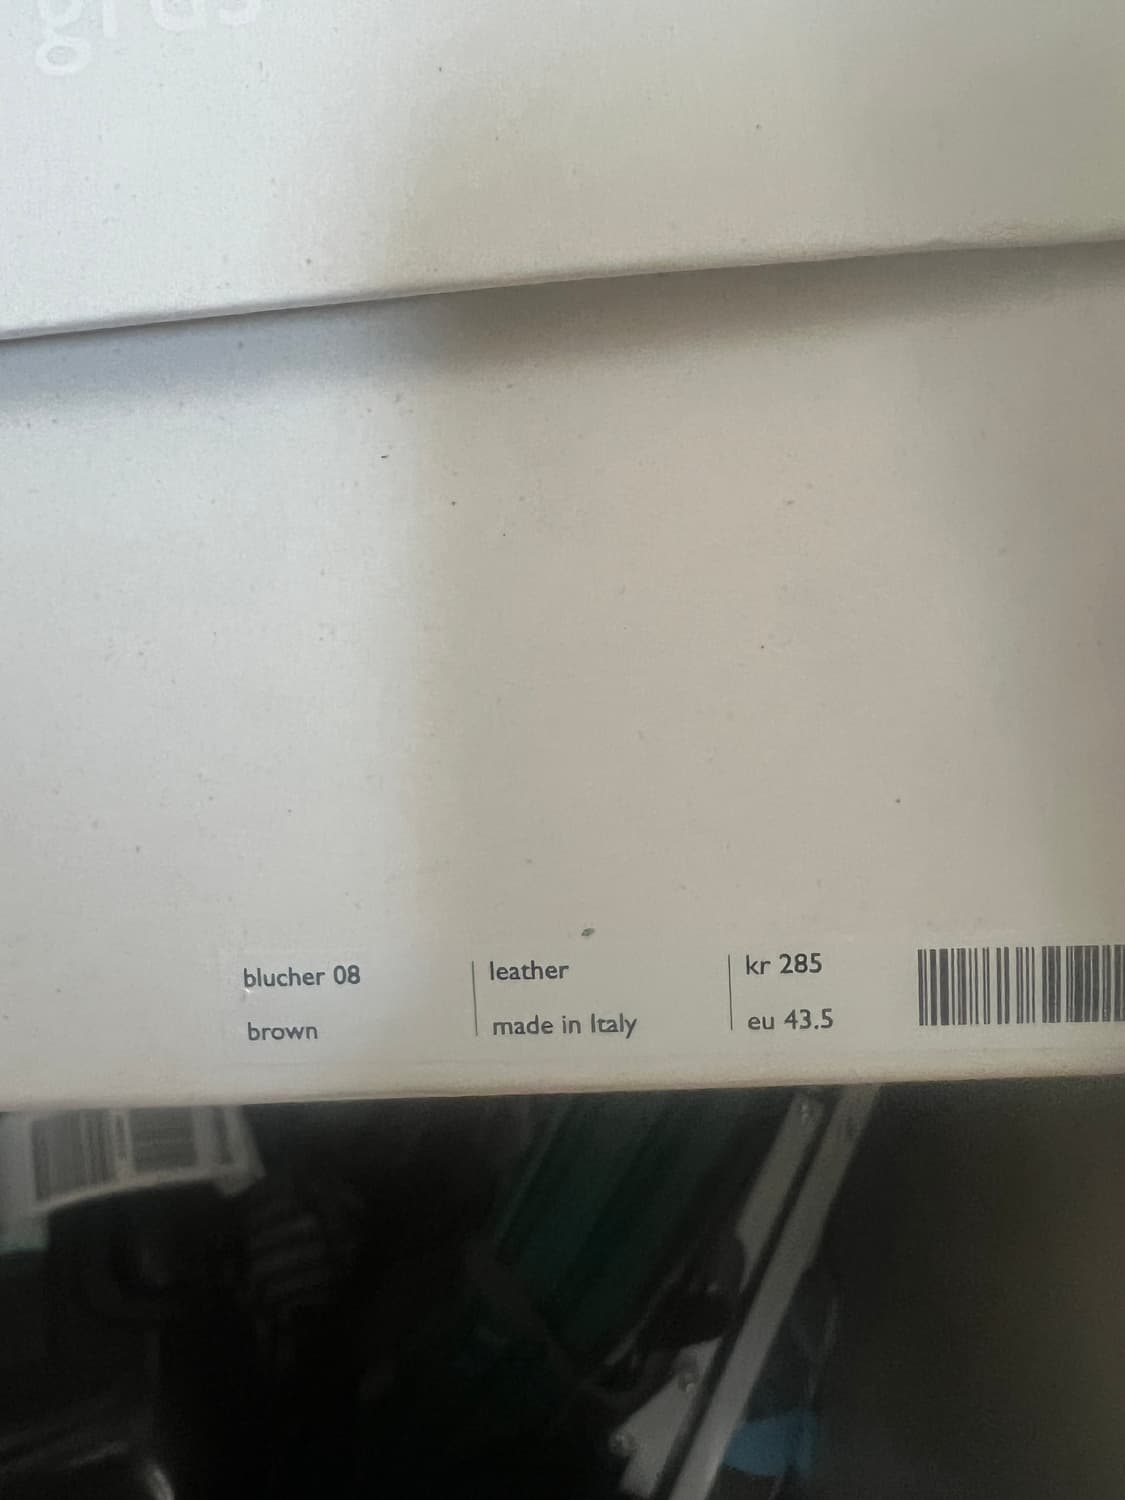 blucher 08
brown
leather
made in Italy
kr 285
eu 43.5